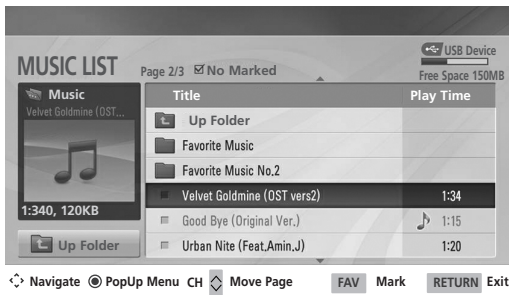 USB Device
MUSIC LIST
Page 2/3 No Marked
Free Space 150MB
Music
Velvet Goldmine (OST...
1:340, 120KB
Up Folder
Title Play Time
Up Folder
Favorite Music
Favorite Music No.2
Velvet Goldmine (OST vers2) 1:34
Good Bye (Original Ver.) 1:15
Urban Nite (Feat.Amin.J) 1:20
Navigate PopUp Menu CH Move Page FAV Mark RETURN Exit